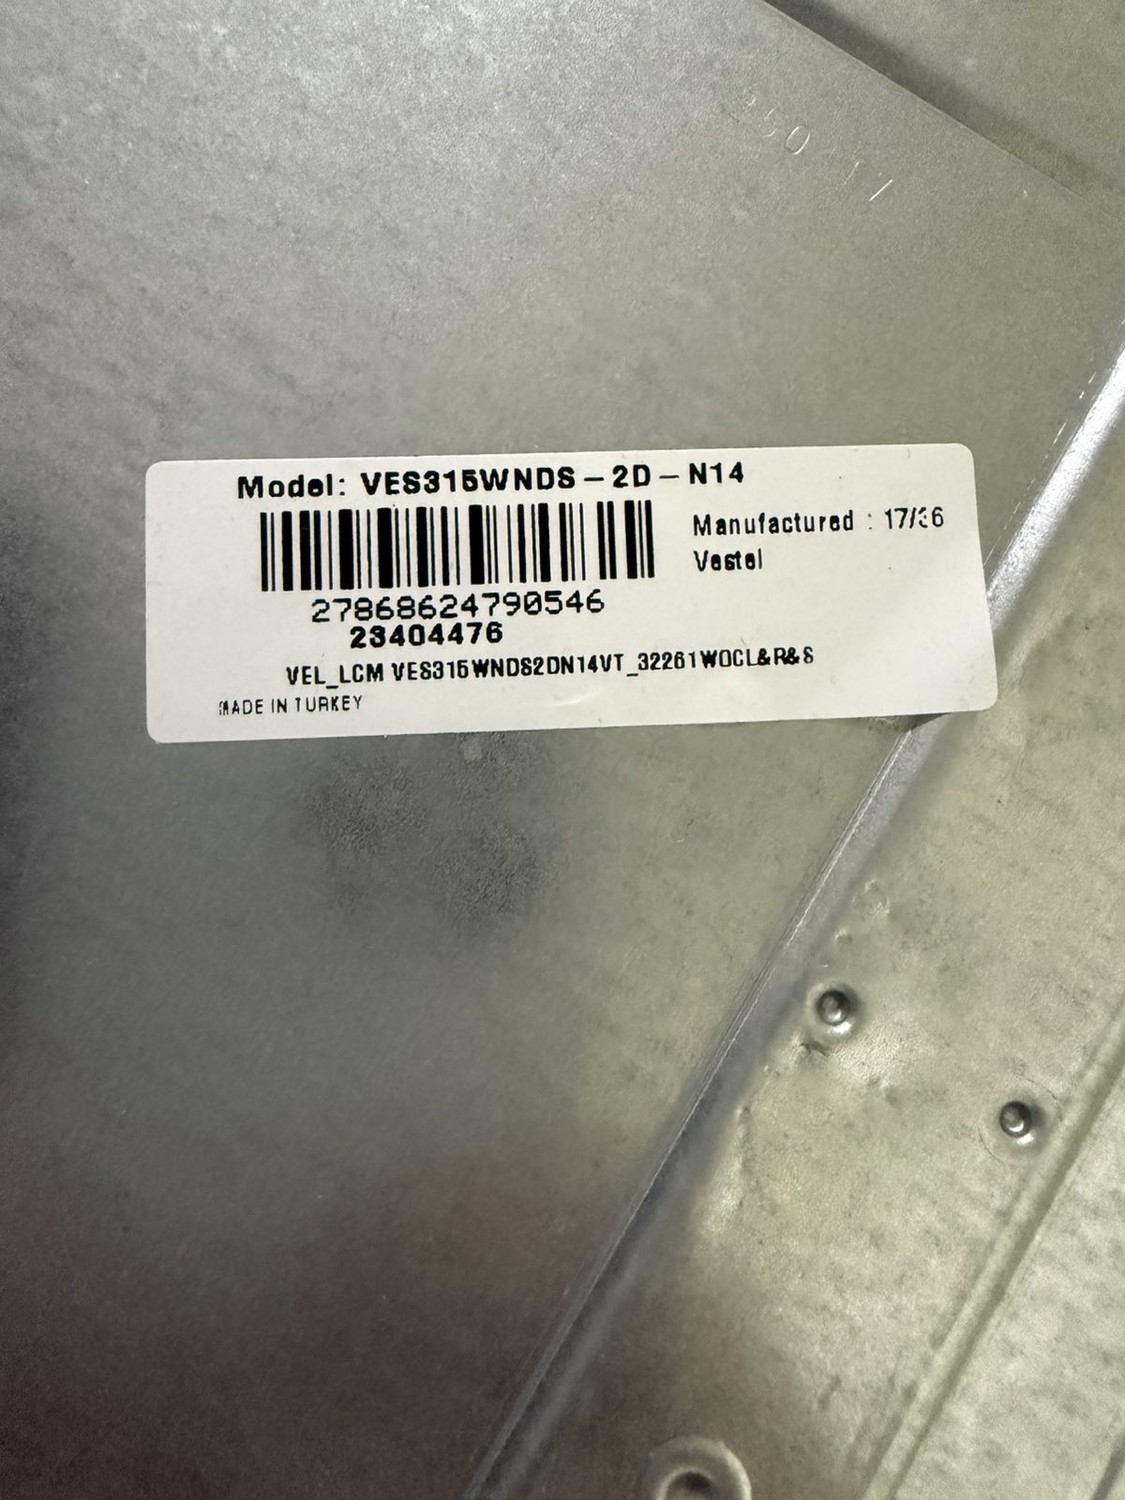 Model: VES315WNDS-2D-N14
Manufactured : 17/36
Vestel
27868624790546
23404476
VEL_LCM VES315WNDS2DN14VT_32261WOCL&R&S
MADE IN TURKEY